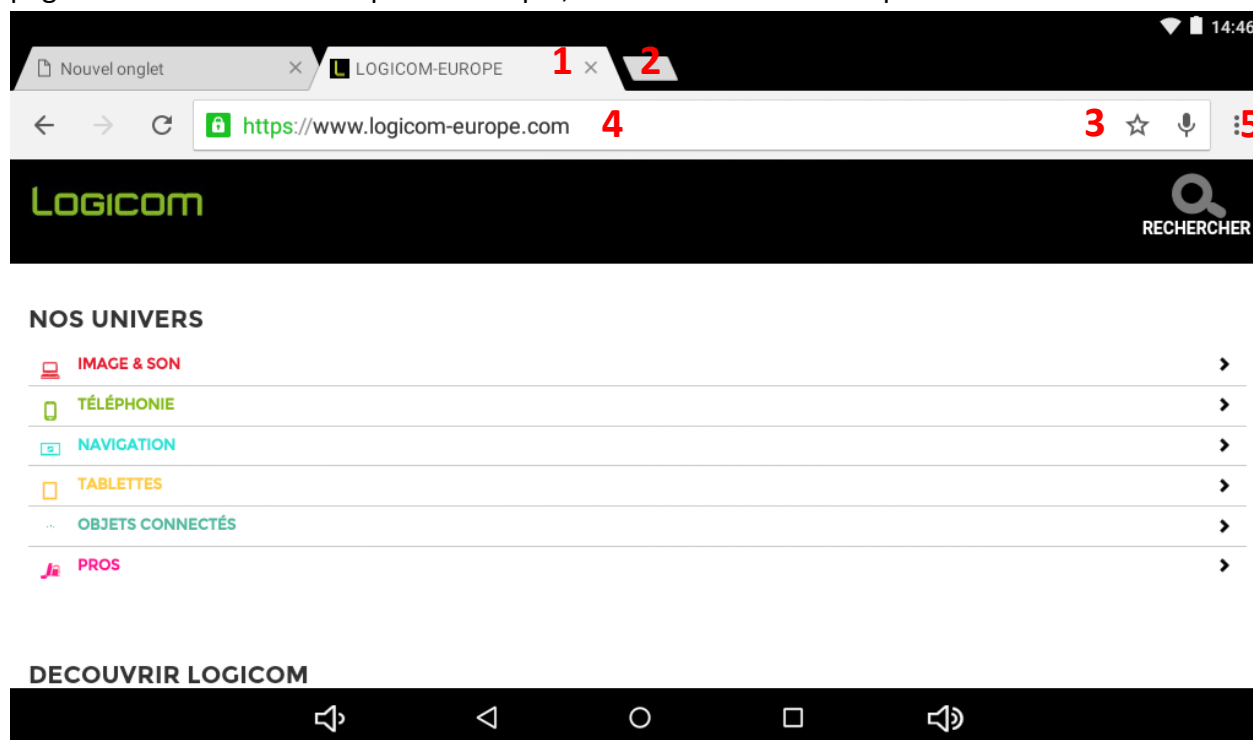 14:46
Nouvel onglet
LOGICOM-EUROPE 1 2
https://www.logicom-europe.com 4 3 5
Logicom
RECHERCHER
NOS UNIVERS
IMAGE & SON
TÉLÉPHONIE
NAVIGATION
TABLETTES
OBJETS CONNECTÉS
PROS
DECOUVRIR LOGICOM